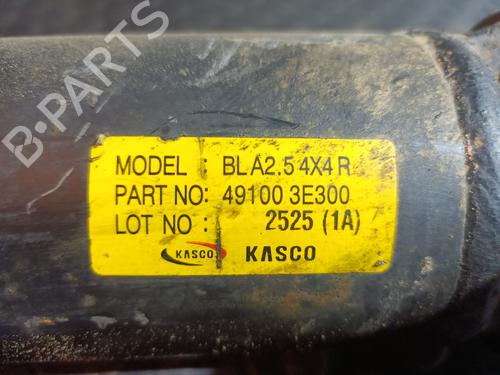 B-PARTS
MODEL : BLA2.5 4X4 R
PART NO: 49100 3E300
LOT NO : 2525 (1A)
KASCO KASCO